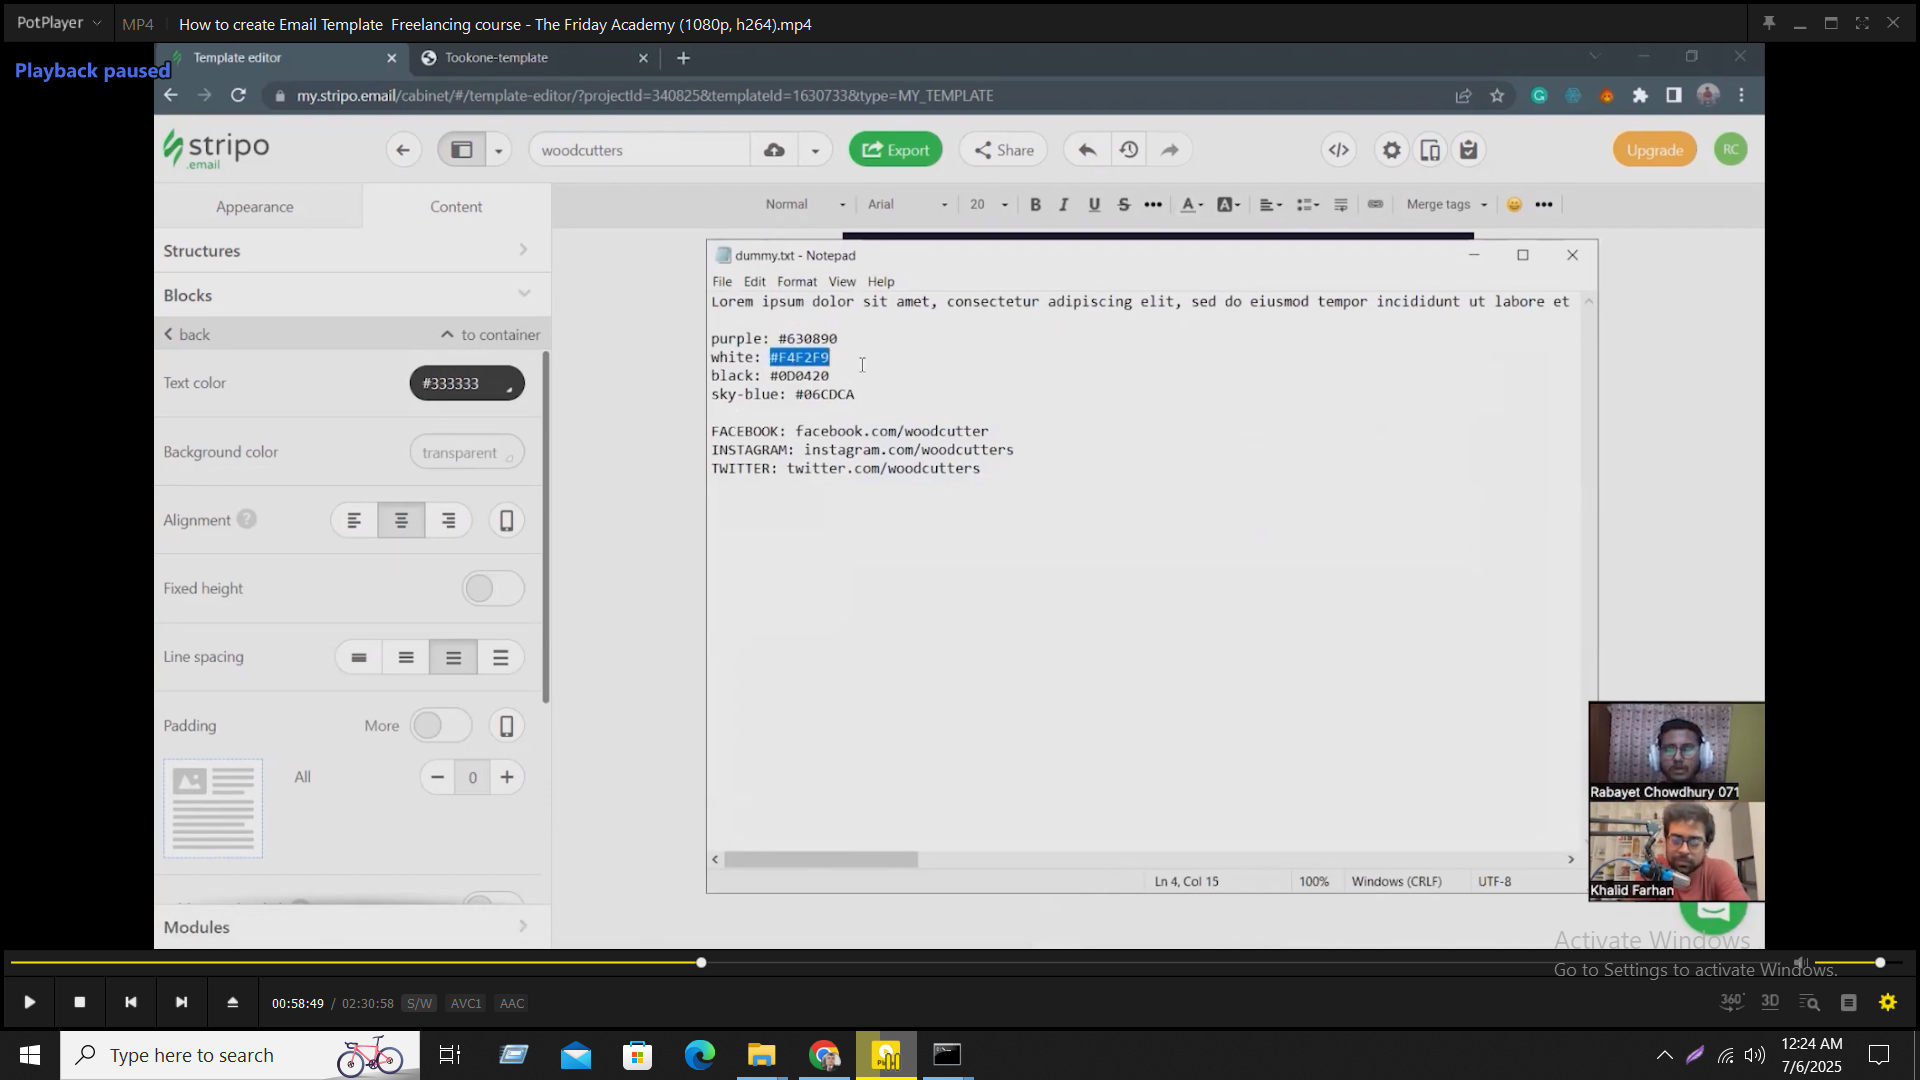 PotPlayer
MP4
How to create Email Template  Freelancing course - The Friday Academy (1080p, h264).mp4
Playback paused
Template editor
Tookone-template
my.stripo.email/cabinet/#/template-editor/?projectId=340825&templateId=1630733&type=MY_TEMPLATE
stripo
.email
woodcutters
Export
Share
Upgrade
RC
Appearance
Content
Normal
Arial
20
B I U S
A
A
Merge tags
Structures
Blocks
back
to container
Text color
#333333
Background color
transparent
Alignment
?
Fixed height
Line spacing
Padding
More
All
0
Modules
dummy.txt - Notepad
File Edit Format View Help
Lorem ipsum dolor sit amet, consectetur adipiscing elit, sed do eiusmod tempor incididunt ut labore et
purple: #630890
white: #F4F2F9
black: #0D0420
sky-blue: #06CDCA
FACEBOOK: facebook.com/woodcutter
INSTAGRAM: instagram.com/woodcutters
TWITTER: twitter.com/woodcutters
Ln 4, Col 15
100%
Windows (CRLF)
UTF-8
Rabayet Chowdhury 071
Khalid Farhan
Activate Windows
Go to Settings to activate Windows.
00:58:49 / 02:30:58 S/W AVC1 AAC
360°
3D
Type here to search
12:24 AM
7/6/2025